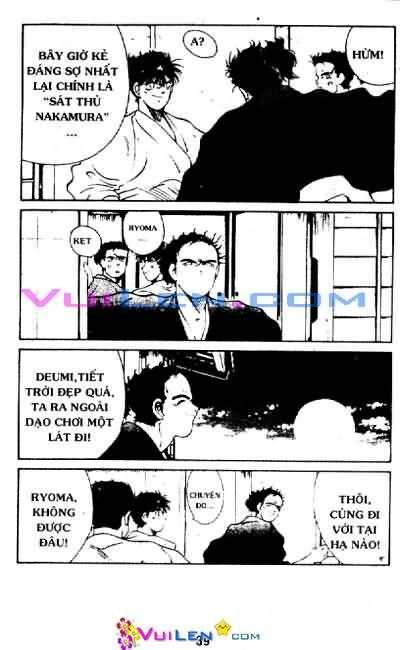 BÂY GIỜ KẺ
ĐÁNG SỢ NHẤT
LẠI CHÍNH LÀ
"SÁT THỦ
NAKAMURA"
...
A?
HỪM!
KẸT
RYOMA
...
VUILEN.COM
DEUMI,TIẾT
TRỜI ĐẸP QUÁ,
TA RA NGOÀI
DẠO CHƠI MỘT
LÁT ĐI!
RYOMA,
KHÔNG
ĐƯỢC
ĐÂU!
CHUYỆN
ĐÓ...
THÔI,
CÙNG ĐI
VỚI TẠI
HẠ NÀO!
39
VUILEN.COM